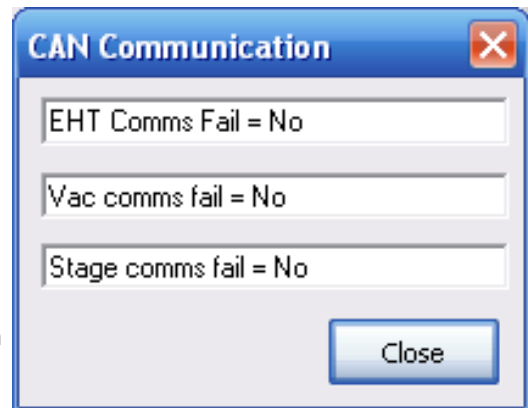 CAN Communication
EHT Comms Fail = No
Vac comms fail = No
Stage comms fail = No
Close